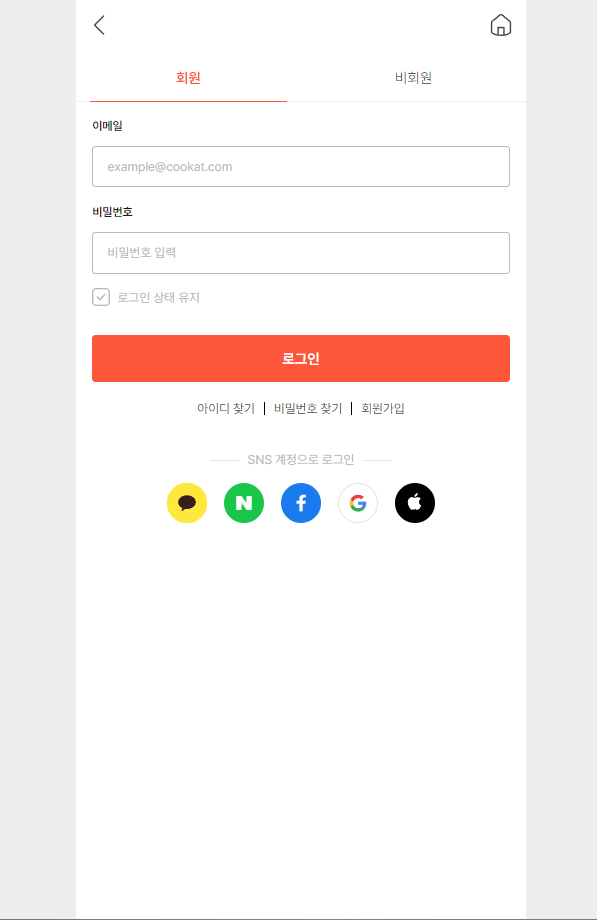 회원 비회원
이메일
example@cookat.com
비밀번호
비밀번호 입력
로그인 상태 유지
로그인
아이디 찾기 | 비밀번호 찾기 | 회원가입
SNS 계정으로 로그인